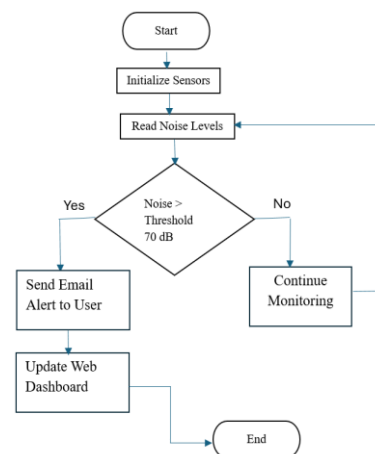 Start
Initialize Sensors
Read Noise Levels
Noise >
Threshold
70 dB
Yes
No
Send Email
Alert to User
Continue
Monitoring
Update Web
Dashboard
End